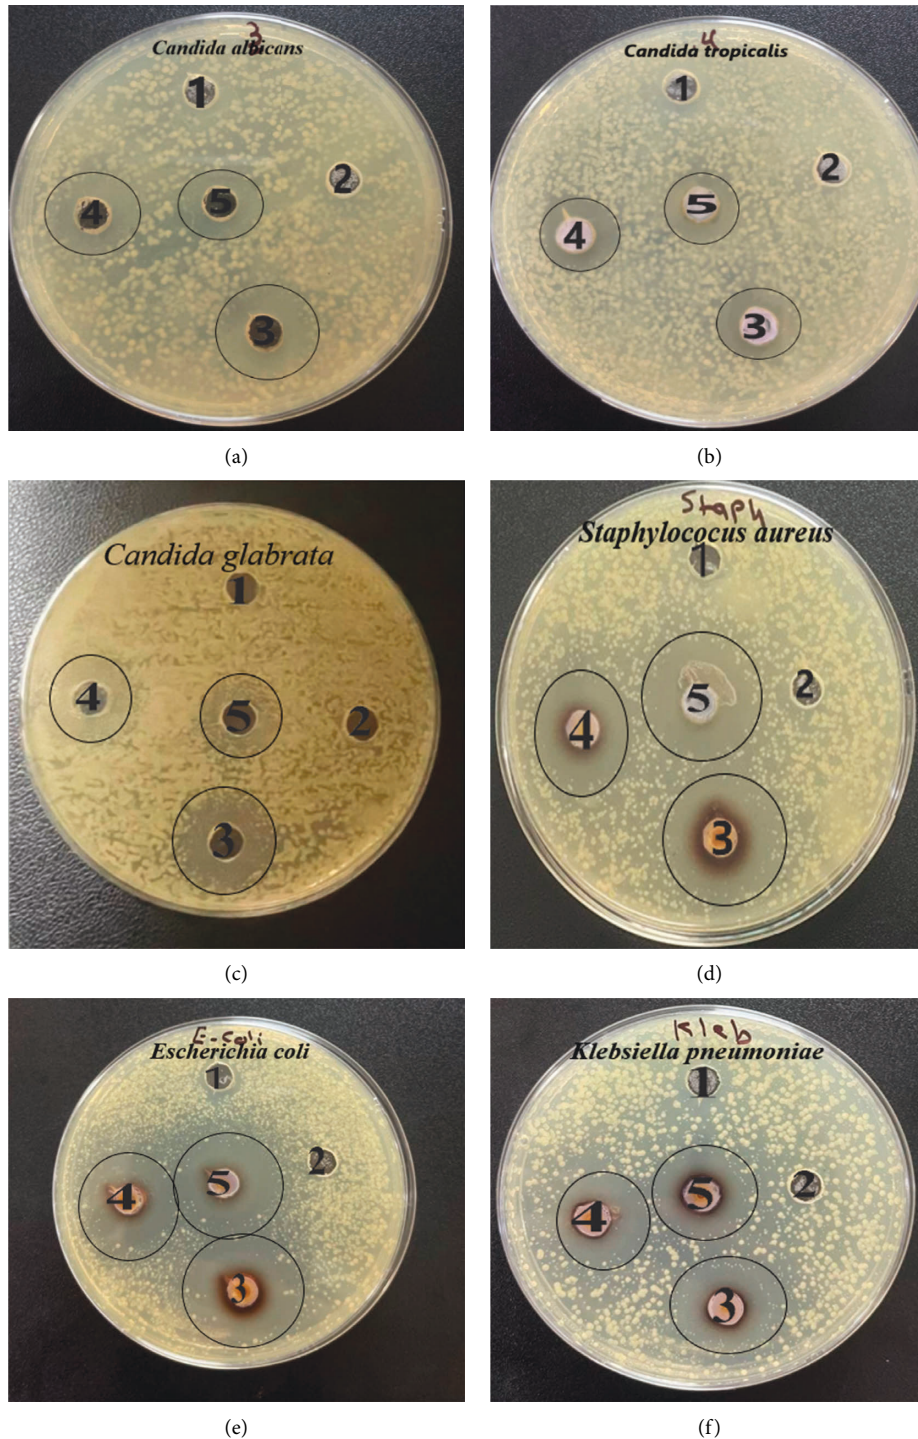 3
Candida albicans
1
2
4
5
3
(a)
4
Candida tropicalis
1
2
5
4
3
(b)
Candida glabrata
1
4
5
2
3
(c)
Staph
Staphylococus aureus
1
2
5
4
3
(d)
E-coli
Escherichia coli
1
2
5
4
3
(e)
Kleb
Klebsiella pneumoniae
1
5
2
4
3
(f)